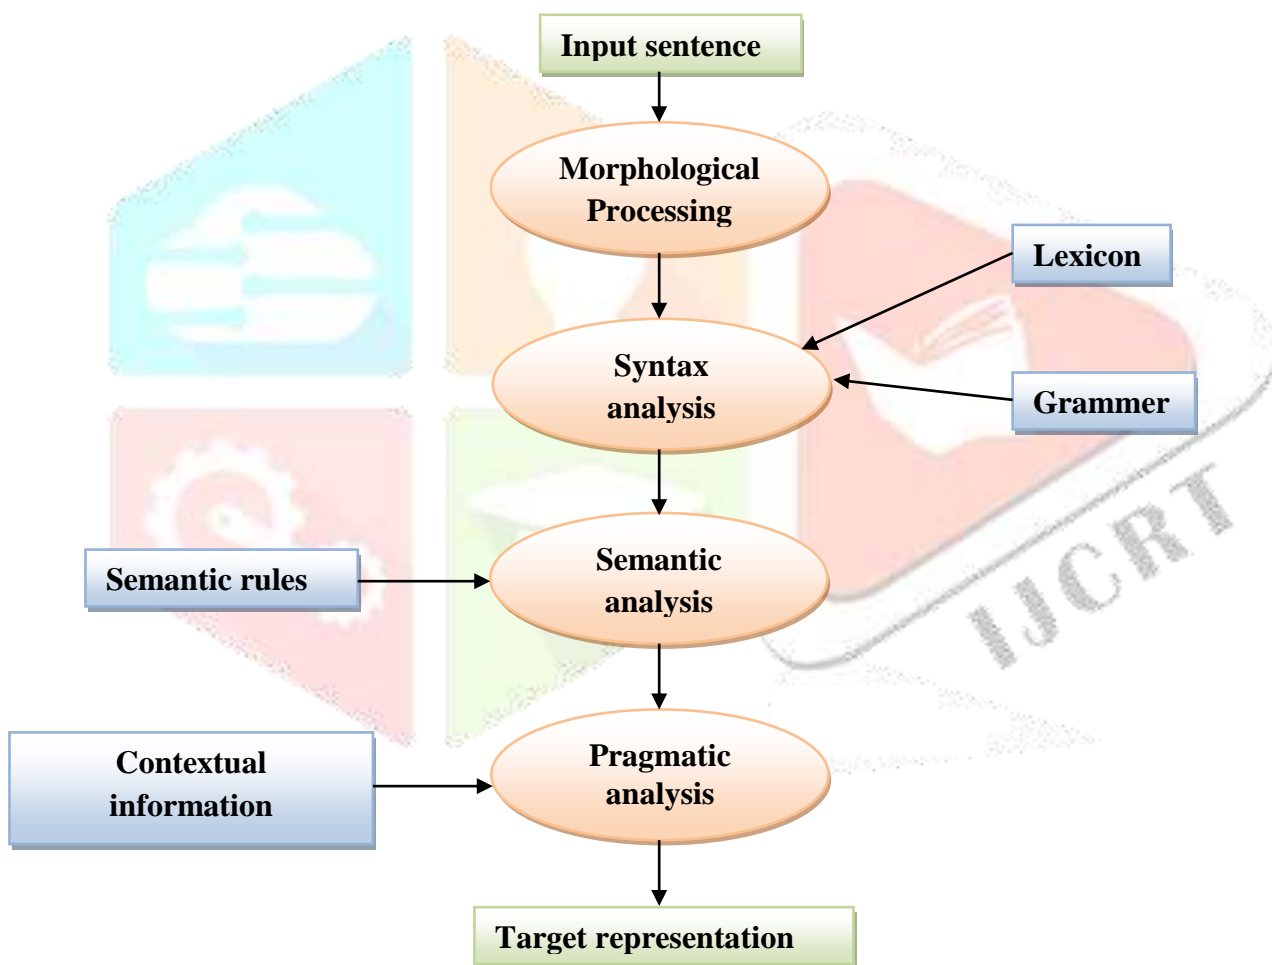 Input sentence
Morphological
Processing
Lexicon
Syntax
analysis
Grammer
Semantic
analysis
Semantic rules
IJCRT
Pragmatic
analysis
Contextual
information
Target representation